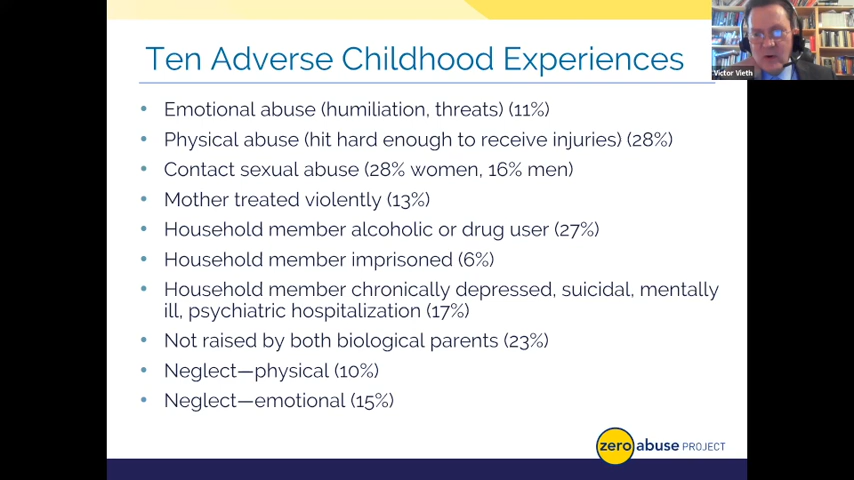 Victor Vieth
Ten Adverse Childhood Experiences
• Emotional abuse (humiliation, threats) (11%)
• Physical abuse (hit hard enough to receive injuries) (28%)
• Contact sexual abuse (28% women, 16% men)
• Mother treated violently (13%)
• Household member alcoholic or drug user (27%)
• Household member imprisoned (6%)
• Household member chronically depressed, suicidal, mentally
ill, psychiatric hospitalization (17%)
• Not raised by both biological parents (23%)
• Neglect—physical (10%)
• Neglect—emotional (15%)
zero abuse PROJECT